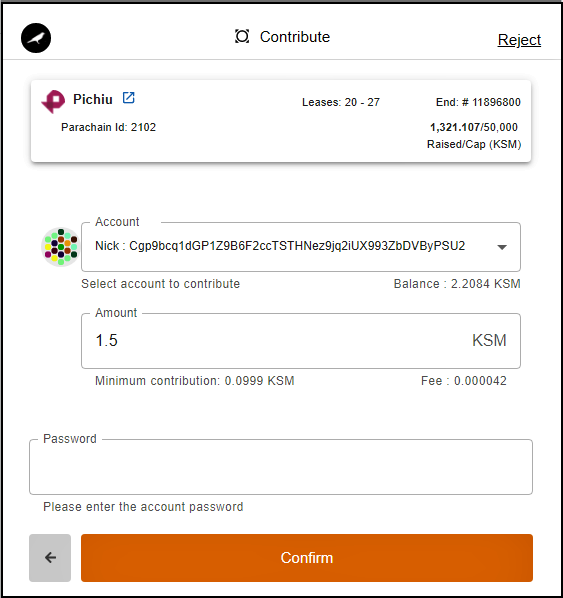 Contribute
Reject
Pichiu
Leases: 20 - 27
End: # 11896800
Parachain Id: 2102
1,321.107/50,000
Raised/Cap (KSM)
Account
Nick : Cgp9bcq1dGP1Z9B6F2ccTSTHNez9jq2iUX993ZbDVByPSU2
Select account to contribute
Balance : 2.2084 KSM
Amount
1.5
KSM
Minimum contribution: 0.0999 KSM
Fee : 0.000042
Password
Please enter the account password
Confirm